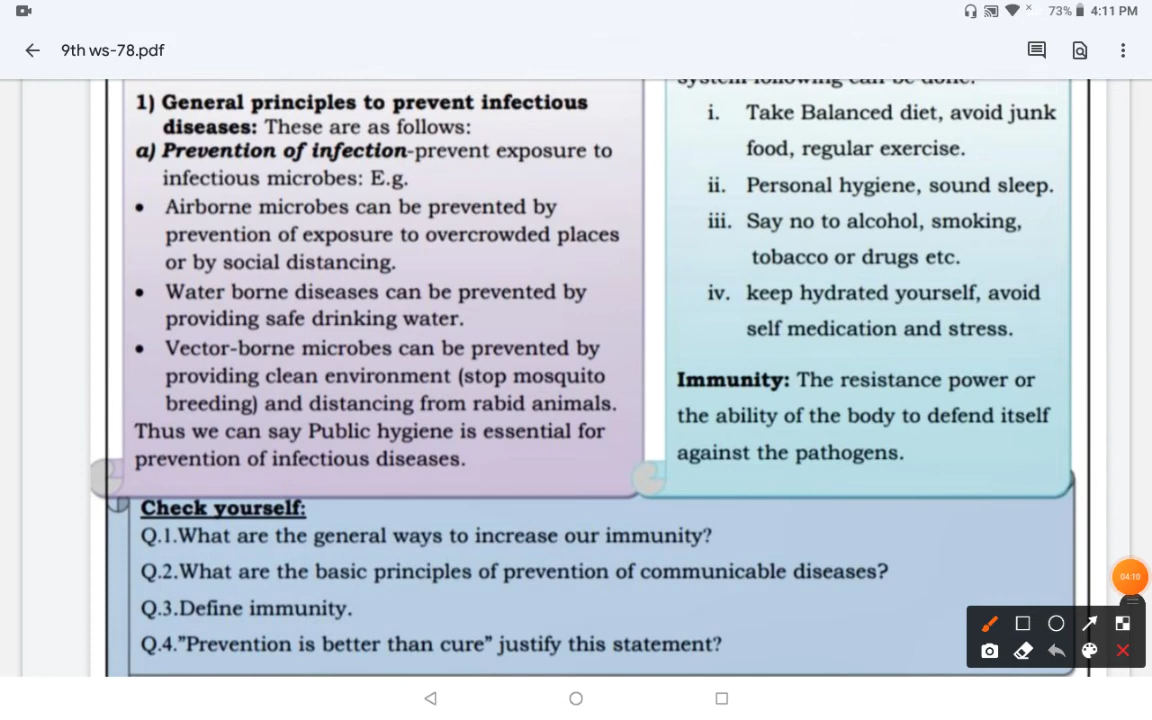 73% 4:11 PM
9th ws-78.pdf
1) General principles to prevent infectious
diseases: These are as follows:
a) Prevention of infection-prevent exposure to
infectious microbes: E.g.
• Airborne microbes can be prevented by
prevention of exposure to overcrowded places
or by social distancing.
• Water borne diseases can be prevented by
providing safe drinking water.
• Vector-borne microbes can be prevented by
providing clean environment (stop mosquito
breeding) and distancing from rabid animals.
Thus we can say Public hygiene is essential for
prevention of infectious diseases.
system following can be done:
i. Take Balanced diet, avoid junk
food, regular exercise.
ii. Personal hygiene, sound sleep.
iii. Say no to alcohol, smoking,
tobacco or drugs etc.
iv. keep hydrated yourself, avoid
self medication and stress.
Immunity: The resistance power or
the ability of the body to defend itself
against the pathogens.
Check yourself:
Q.1.What are the general ways to increase our immunity?
Q.2.What are the basic principles of prevention of communicable diseases?
Q.3.Define immunity.
Q.4."Prevention is better than cure" justify this statement?
04:10